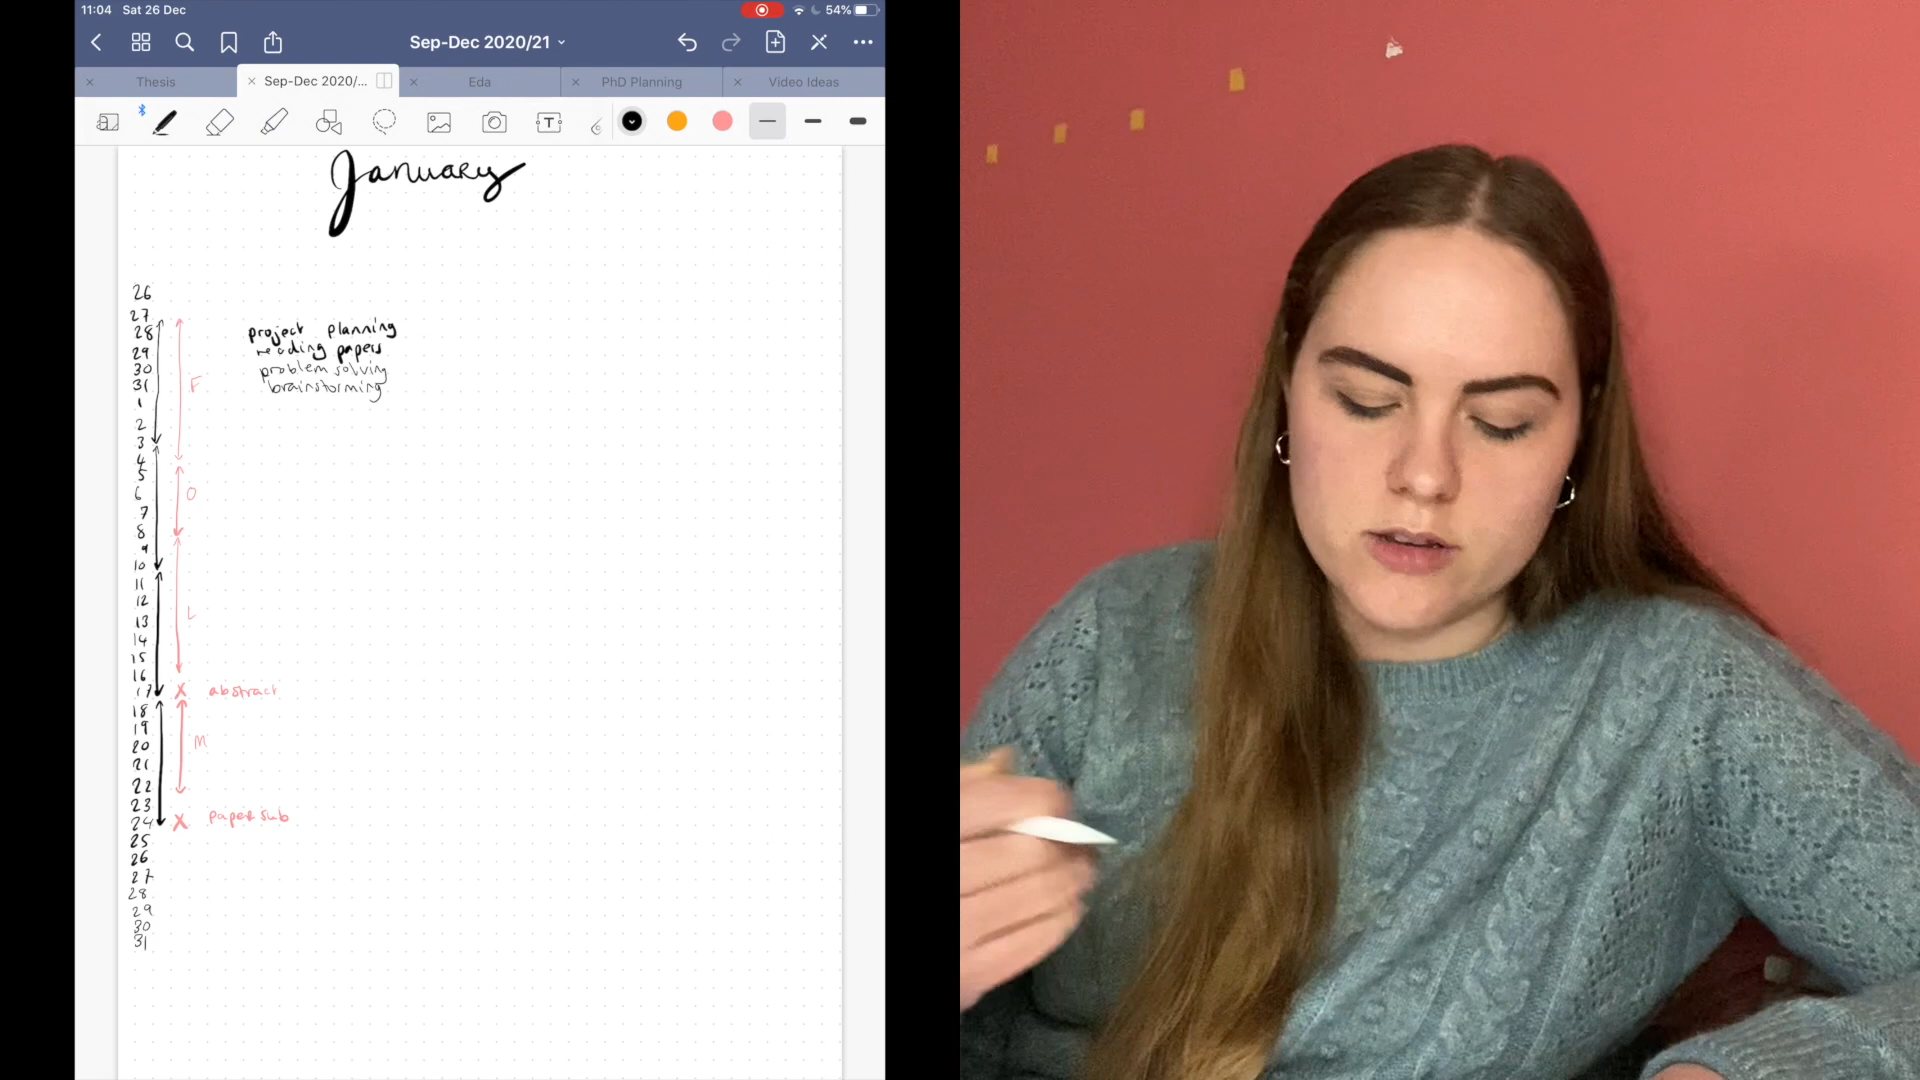 11:04 Sat 26 Dec 54%
Sep-Dec 2020/21
Thesis
Sep-Dec 2020/...
Eda
PhD Planning
Video Ideas
T
January
26
27
28
29
30
31
1
2
3
4
5
6
7
8
9
10
11
12
13
14
15
16
17
18
19
20
21
22
23
24
25
26
27
28
29
30
31
F
O
L
X abstract
M
X paper sub
project planning
reading papers
problem solving
brainstorming